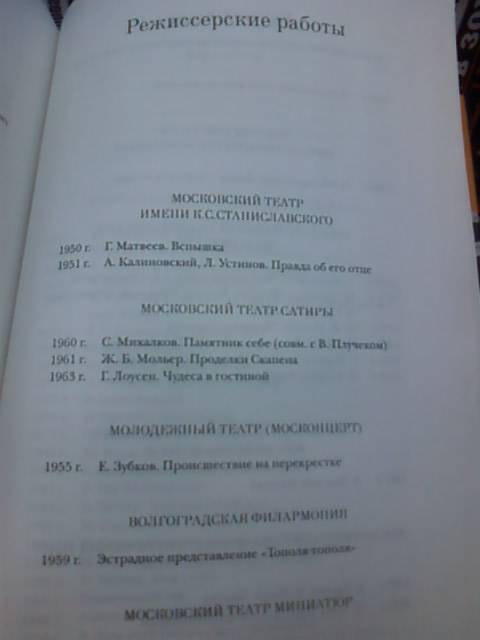 Режиссерские работы
МОСКОВСКИЙ ТЕАТР
ИМЕНИ К.С.СТАНИСЛАВСКОГО
1950 г. Г. Матвеев. Вспышка
1951 г. А. Калиновский, Л. Устинов. Правда об его отце
МОСКОВСКИЙ ТЕАТР САТИРЫ
1960 г. С. Михалков. Памятник себе (совм. с В. Плучеком)
1961 г. Ж. Б. Мольер. Проделки Скапена
1963 г. Г. Лоусен. Чудеса в гостиной
МОЛОДЕЖНЫЙ ТЕАТР (МОСКОНЦЕРТ)
1955 г. Е. Зубков. Происшествие на перекрестке
ВОЛГОГРАДСКАЯ ФИЛАРМОНИЯ
1959 г. Эстрадное представление «Тополя-тополя»
МОСКОВСКИЙ ТЕАТР МИНИАТЮР